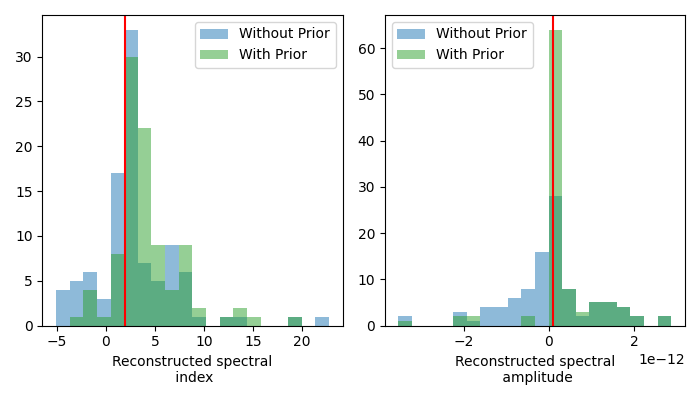 Without Prior
With Prior
30
25
20
15
10
5
0
−5
0
5
10
15
20
Reconstructed spectral
index
Without Prior
With Prior
60
50
40
30
20
10
0
−2
0
2
1e−12
Reconstructed spectral
amplitude